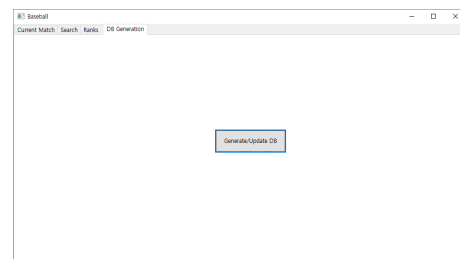 Baseball
Current Match Search Ranks DB Generation
Generate/Update DB